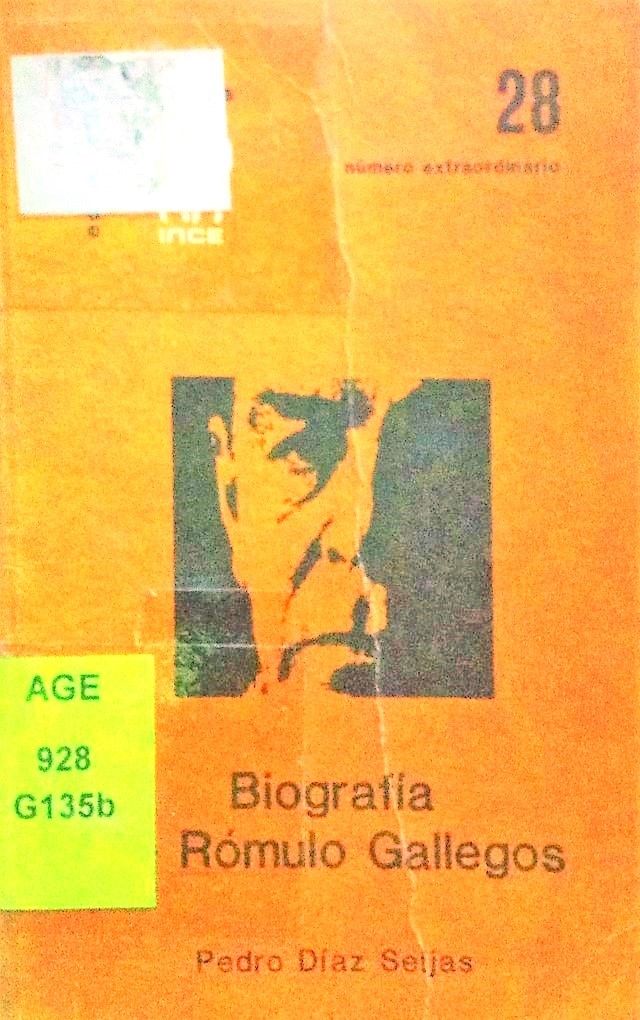 28
número extraordinario
INCE
AGE
928
G135b
Biografía
Rómulo Gallegos
Pedro Díaz Seijas